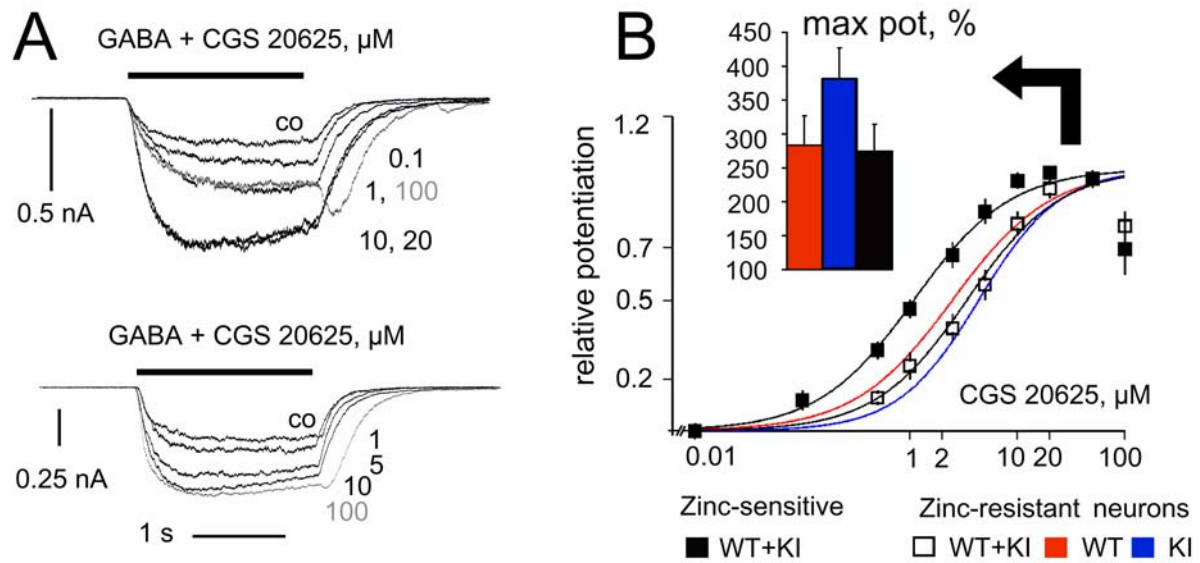 A
GABA + CGS 20625, µM
co
0.1
1, 100
10, 20
0.5 nA
GABA + CGS 20625, µM
co
1
5
10
100
0.25 nA
1 s
B
max pot, %
450
400
350
300
250
200
150
100
relative potentiation
1.2
0.7
0.5
0.2
CGS 20625, µM
0.01 1 2 10 20 100
Zinc-sensitive Zinc-resistant neurons
WT+KI WT+KI WT KI